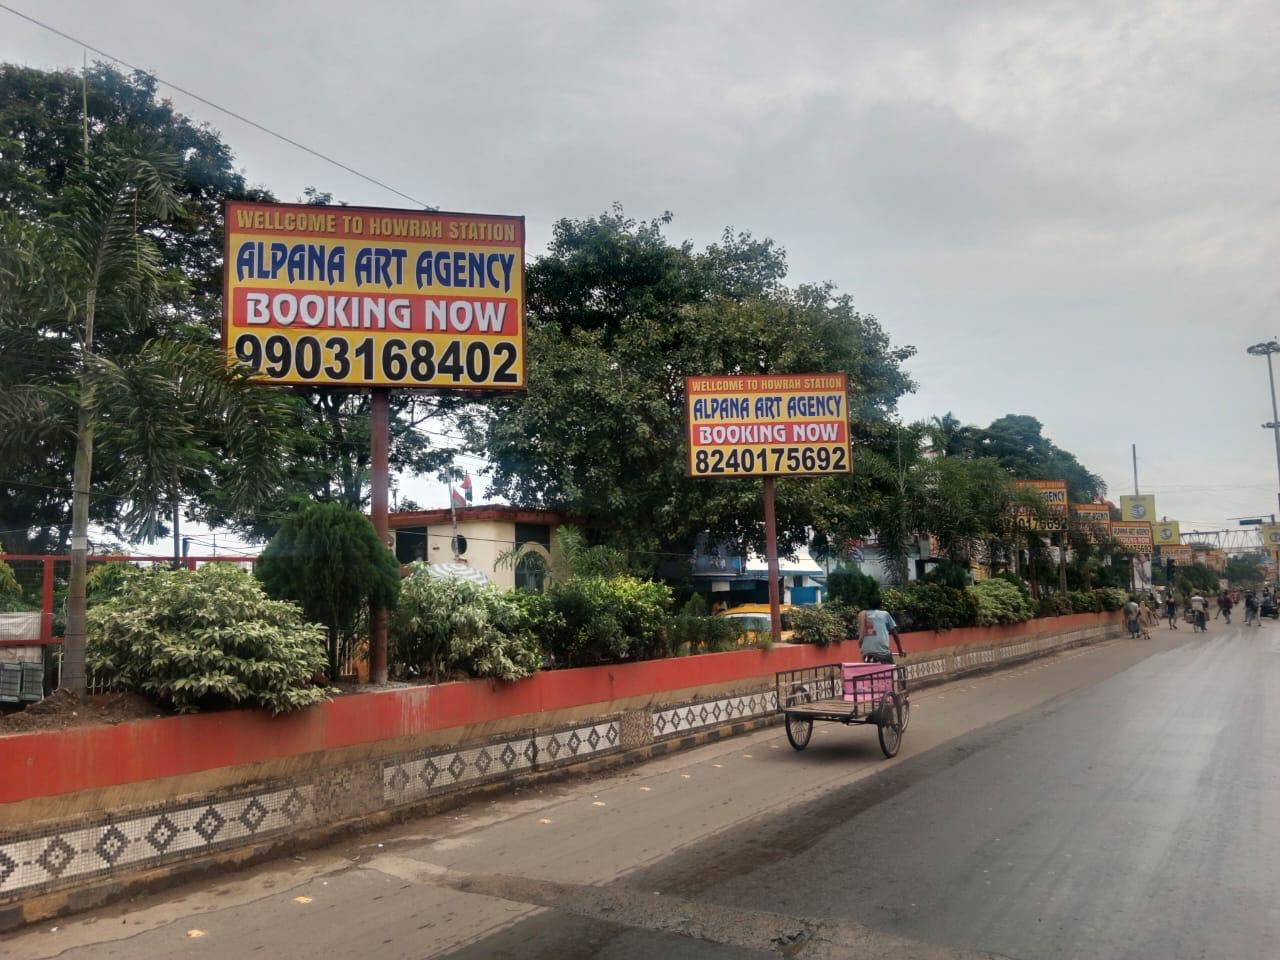 WELLCOME TO HOWRAH STATION
ALPANA ART AGENCY
BOOKING NOW
9903168402
WELLCOME TO HOWRAH STATION
ALPANA ART AGENCY
BOOKING NOW
8240175692